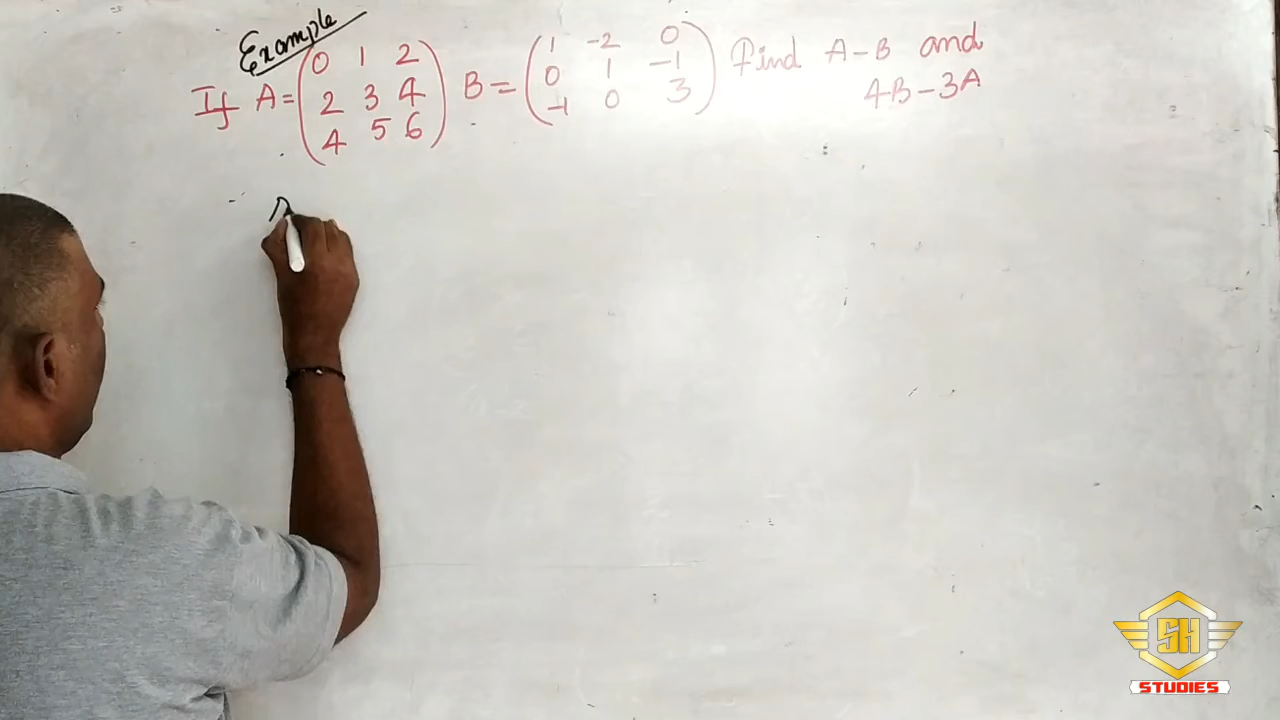 Example
If A = (0 1 2 B = (1 -2 0) Find A-B and
2 3 4 0 1 -1 4B-3A
4 5 6) -1 0 3
SH
STUDIES